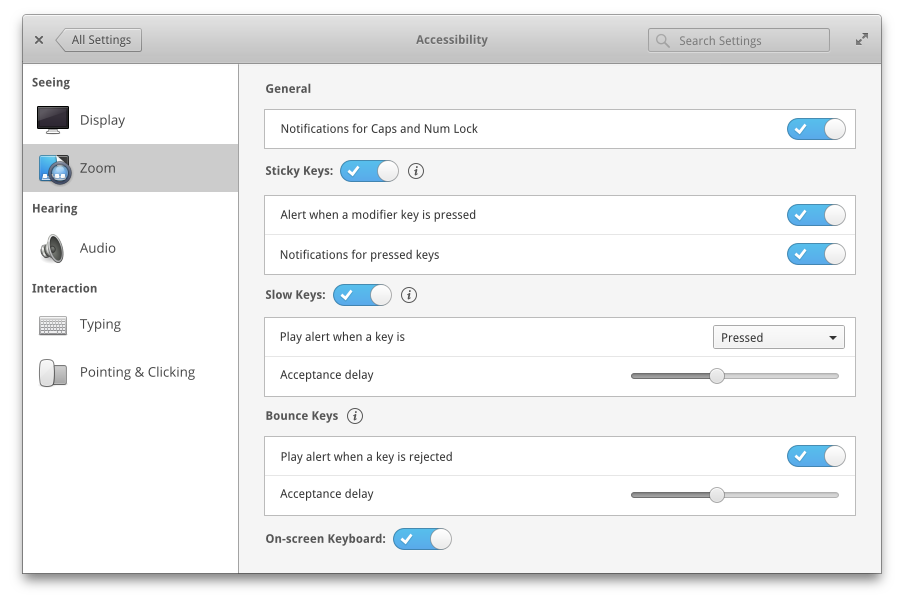 All Settings
Accessibility
Search Settings
Seeing
Display
Zoom
Hearing
Audio
Interaction
Typing
Pointing & Clicking
General
Notifications for Caps and Num Lock
Sticky Keys:
Alert when a modifier key is pressed
Notifications for pressed keys
Slow Keys:
Play alert when a key is
Pressed
Acceptance delay
Bounce Keys
Play alert when a key is rejected
Acceptance delay
On-screen Keyboard: